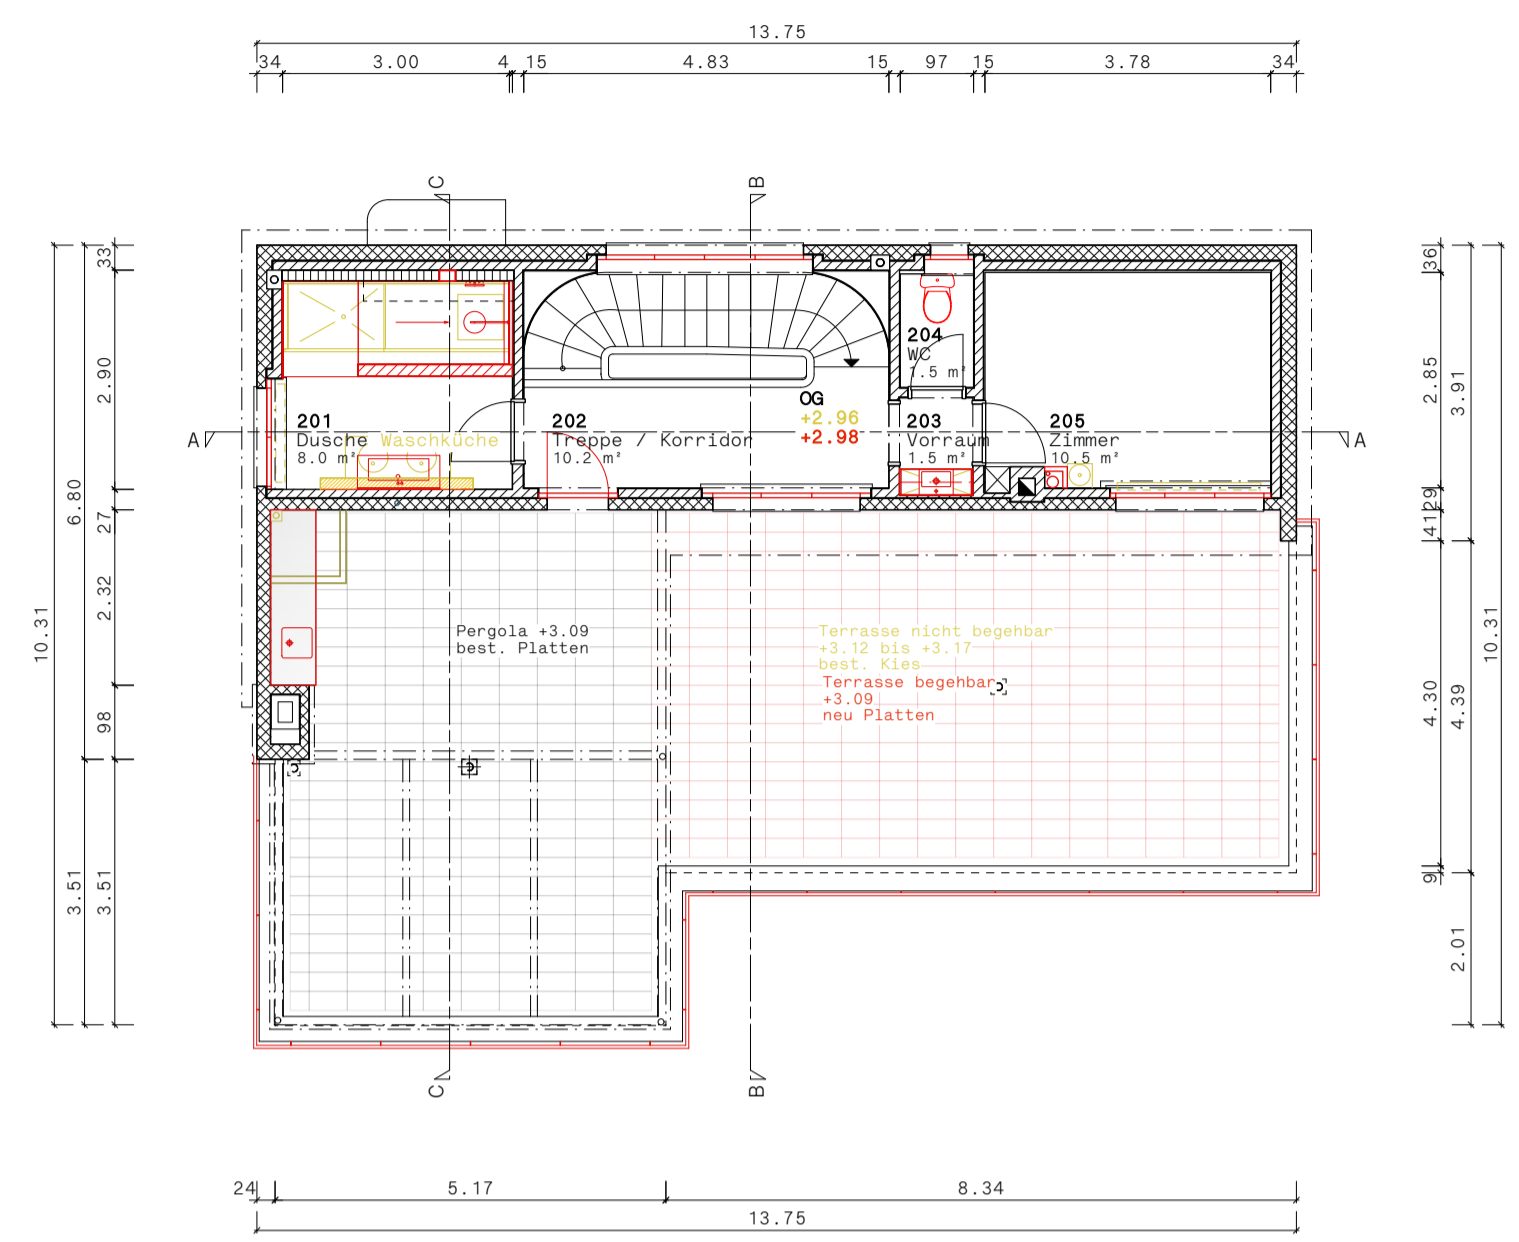 13.75
34 3.00 4 15 4.83 15 97 15 3.78 34
C B
33 36
2.90 2.85 3.91
204
WC
1.5 m²
OG
+2.96
+2.98
201
Dusche Waschküche
8.0 m²
202
Treppe / Korridor
10.2 m²
203
Vorraum
1.5 m²
205
Zimmer
10.5 m²
A A
6.80 27 29
41
10.31 2.32 10.31
Pergola +3.09
best. Platten
Terrasse nicht begehbar
+3.12 bis +3.17
best. Kies
Terrasse begehbar
+3.09
neu Platten
98 4.30 4.39
3.51 3.51 9
2.01
C B
24 5.17 8.34
13.75